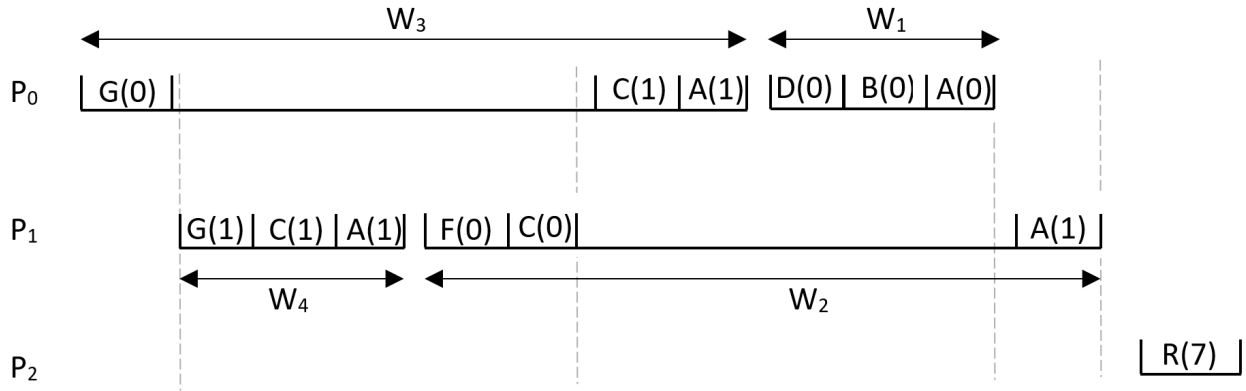 W₃ W₁
P₀ G(0) C(1) A(1) D(0) B(0) A(0)
P₁ G(1) C(1) A(1) F(0) C(0) A(1)
W₄ W₂
P₂ R(7)